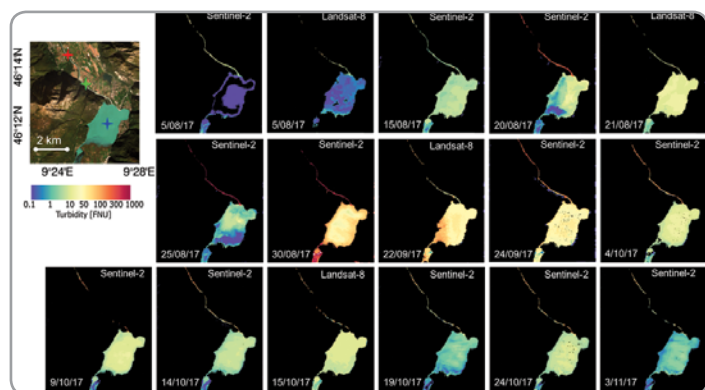 Sentinel-2
Landsat-8
Sentinel-2
Sentinel-2
Landsat-8
46°14'N
46°12'N
2 km
9°24'E
9°28'E
5/08/17
5/08/17
15/08/17
20/08/17
21/08/17
0.1 1 10 50 100 300 1000
Turbidity [FNU]
Sentinel-2
Sentinel-2
Landsat-8
Sentinel-2
Sentinel-2
25/08/17
30/08/17
22/09/17
24/09/17
4/10/17
Sentinel-2
Sentinel-2
Landsat-8
Sentinel-2
Sentinel-2
Sentinel-2
9/10/17
14/10/17
15/10/17
19/10/17
24/10/17
3/11/17